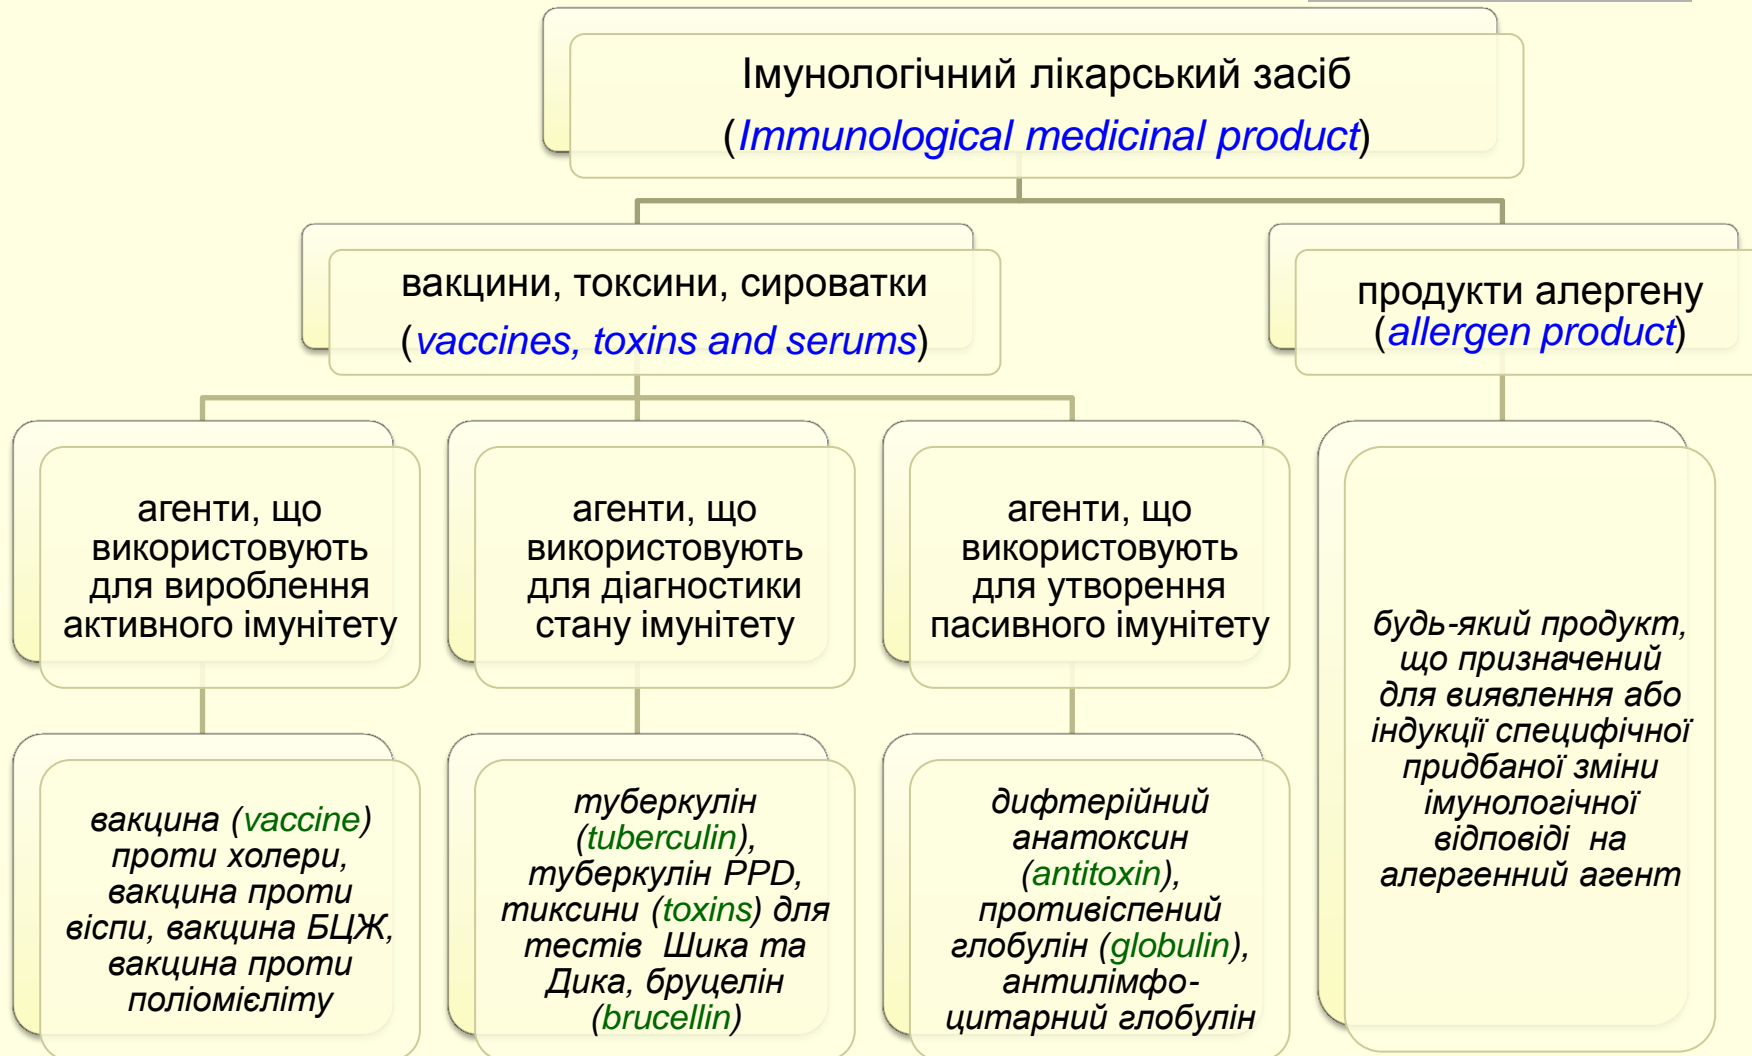 Імунологічний лікарський засіб
(Immunological medicinal product)
вакцини, токсини, сироватки
(vaccines, toxins and serums)
продукти алергену
(allergen product)
агенти, що
використовують
для вироблення
активного імунітету
агенти, що
використовують
для діагностики
стану імунітету
агенти, що
використовують
для утворення
пасивного імунітету
будь-який продукт,
що призначений
для виявлення або
індукції специфічної
придбаної зміни
імунологічної
відповіді на
алергенний агент
вакцина (vaccine)
проти холери,
вакцина проти
віспи, вакцина БЦЖ,
вакцина проти
поліомієліту
туберкулін
(tuberculin),
туберкулін PPD,
тиксини (toxins) для
тестів Шика та
Дика, бруцелін
(brucellin)
дифтерійний
анатоксин
(antitoxin),
противіспений
глобулін (globulin),
антилімфо-
цитарний глобулін